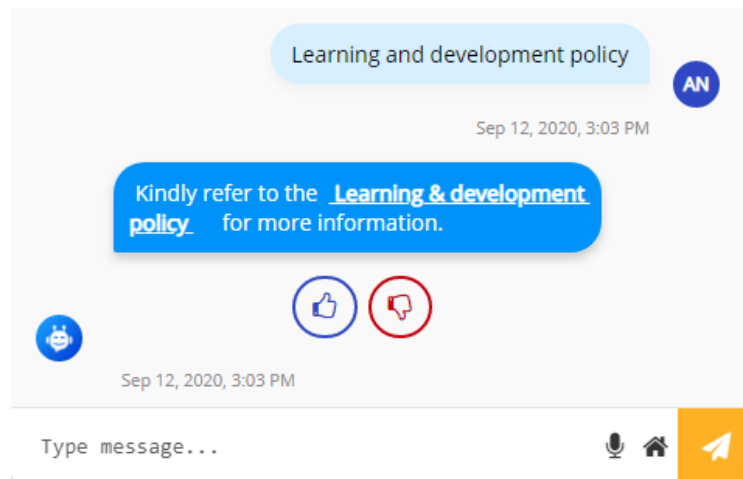 Learning and development policy
AN
Sep 12, 2020, 3:03 PM
Kindly refer to the Learning & development
policy for more information.
Sep 12, 2020, 3:03 PM
Type message...